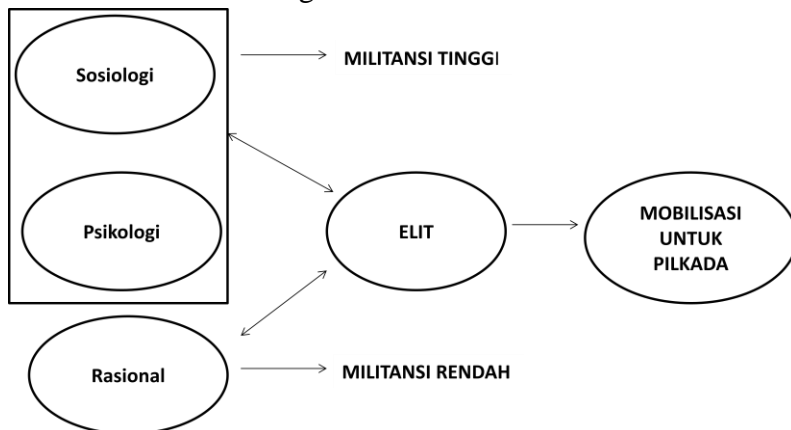 Sosiologi
MILITANSI TINGGI
Psikologi
ELIT
MOBILISASI
UNTUK
PILKADA
Rasional
MILITANSI RENDAH